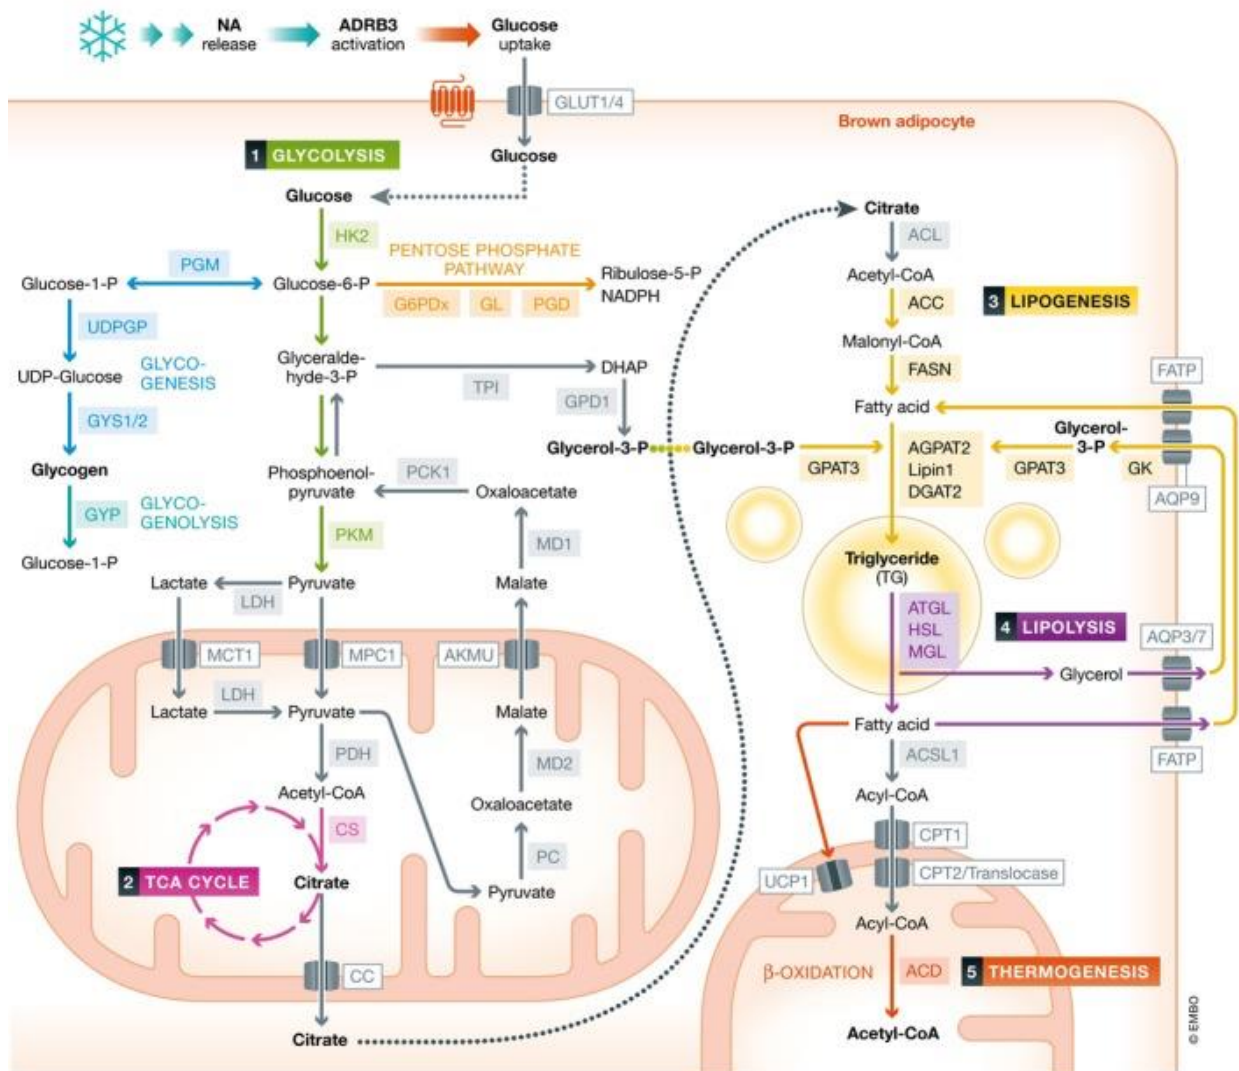 NA
release
ADRB3
activation
Glucose
uptake
GLUT1/4
Brown adipocyte
1 GLYCOLYSIS
Glucose
Glucose
HK2
PENTOSE PHOSPHATE
PATHWAY
PGM
Glucose-1-P
Glucose-6-P
Ribulose-5-P
NADPH
G6PDx
GL
PGD
UDPGP
Glyceralde-
hyde-3-P
DHAP
UDP-Glucose
GLYCO-
GENESIS
TPI
GPD1
GYS1/2
Glycerol-3-P
Glycogen
Phosphoenol-
pyruvate
PCK1
Oxaloacetate
GYP
GLYCO-
GENOLYSIS
PKM
MD1
Glucose-1-P
Lactate
Pyruvate
Malate
LDH
MCT1
MPC1
AKMU
LDH
Lactate
Pyruvate
Malate
PDH
MD2
Acetyl-CoA
Oxaloacetate
CS
PC
2 TCA CYCLE
Citrate
Pyruvate
CC
Citrate
Citrate
ACL
Acetyl-CoA
ACC
3 LIPOGENESIS
Malonyl-CoA
FASN
FATP
Fatty acid
Glycerol-3-P
GPAT3
AGPAT2
Lipin1
DGAT2
Glycerol-
3-P
GPAT3
GK
AQP9
Triglyceride
(TG)
ATGL
HSL
MGL
4 LIPOLYSIS
AQP3/7
Glycerol
Fatty acid
FATP
ACSL1
Acyl-CoA
CPT1
UCP1
CPT2/Translocase
Acyl-CoA
β-OXIDATION
ACD
5 THERMOGENESIS
Acetyl-CoA
© EMBO